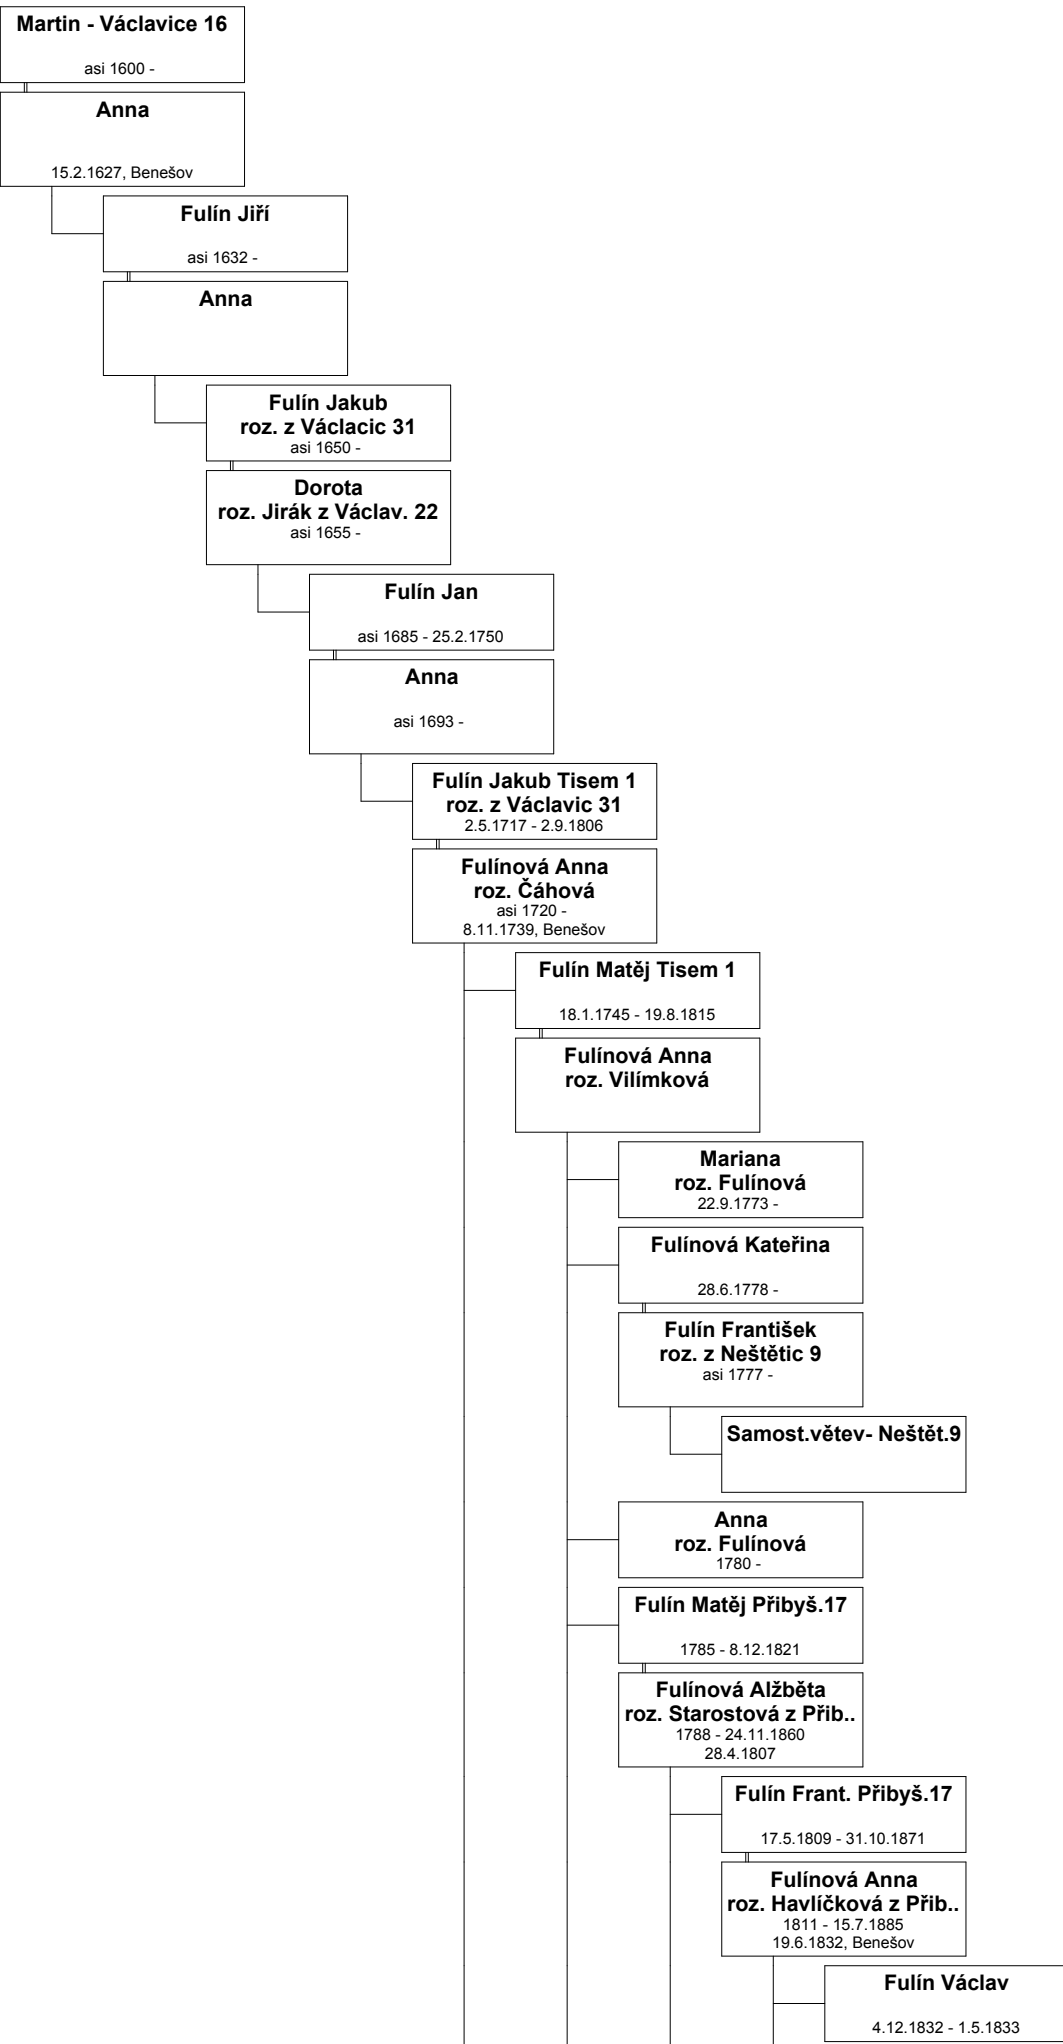 Martin - Václavice 16
asi 1600 -
Anna
15.2.1627, Benešov
Fulín Jiří
asi 1632 -
Anna
Fulín Jakub
roz. z Václacic 31
asi 1650 -
Dorota
roz. Jirák z Václav. 22
asi 1655 -
Fulín Jan
asi 1685 - 25.2.1750
Anna
asi 1693 -
Fulín Jakub Tisem 1
roz. z Václavic 31
2.5.1717 - 2.9.1806
Fulínová Anna
roz. Čáhová
asi 1720 -
8.11.1739, Benešov
Fulín Matěj Tisem 1
18.1.1745 - 19.8.1815
Fulínová Anna
roz. Vilímková
Mariana
roz. Fulínová
22.9.1773 -
Fulínová Kateřina
28.6.1778 -
Fulín František
roz. z Neštětic 9
asi 1777 -
Samost.větev- Neštět.9
Anna
roz. Fulínová
1780 -
Fulín Matěj Přibyš.17
1785 - 8.12.1821
Fulínová Alžběta
roz. Starostová z Přib..
1788 - 24.11.1860
28.4.1807
Fulín Frant. Přibyš.17
17.5.1809 - 31.10.1871
Fulínová Anna
roz. Havlíčková z Přib..
1811 - 15.7.1885
19.6.1832, Benešov
Fulín Václav
4.12.1832 - 1.5.1833